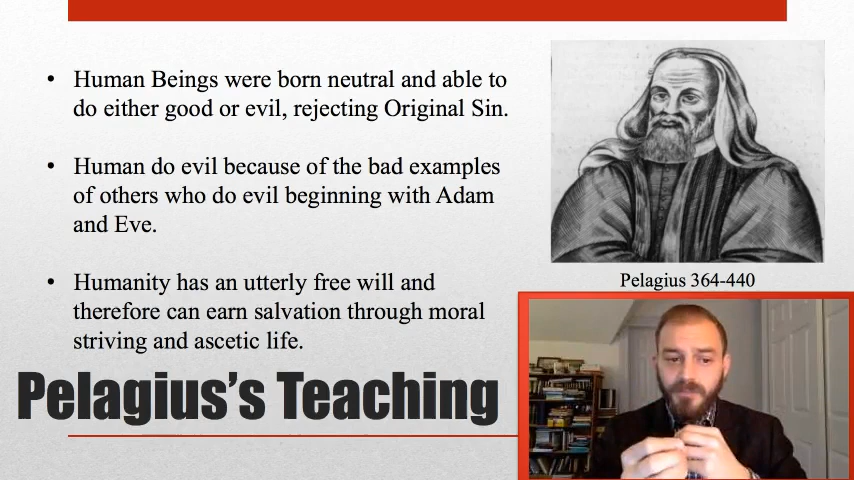 • Human Beings were born neutral and able to
do either good or evil, rejecting Original Sin.
• Human do evil because of the bad examples
of others who do evil beginning with Adam
and Eve.
• Humanity has an utterly free will and
therefore can earn salvation through moral
striving and ascetic life.
Pelagius 364-440
Pelagius’s Teaching